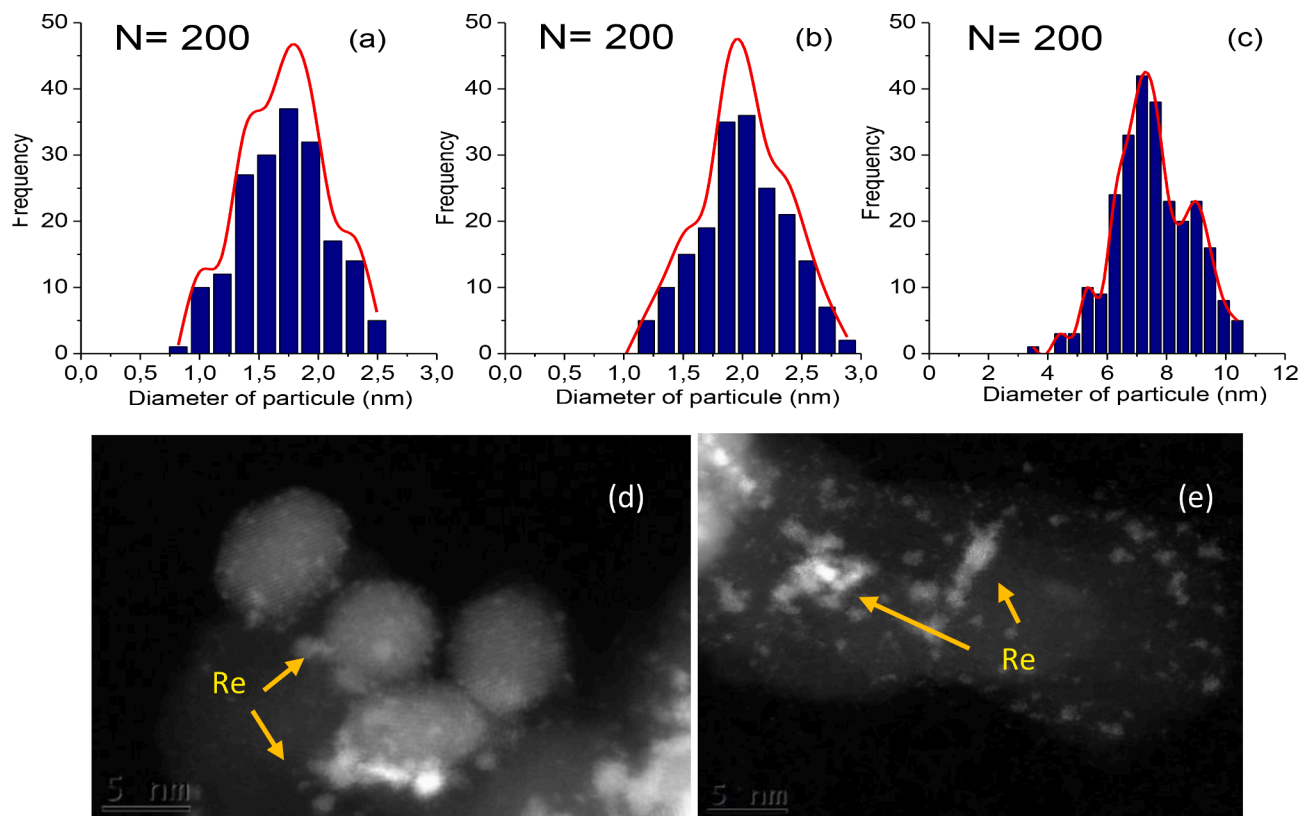 N= 200 (a)
50
40
30
20
10
0
Frequency
0,0 0,5 1,0 1,5 2,0 2,5 3,0
Diameter of particule (nm)
N= 200 (b)
50
40
30
20
10
0
Frequency
0,0 0,5 1,0 1,5 2,0 2,5 3,0
Diameter of particule (nm)
N= 200 (c)
50
40
30
20
10
0
Frequency
0 2 4 6 8 10 12
Diameter of particule (nm)
(d)
Re
5 nm
(e)
Re
5 nm